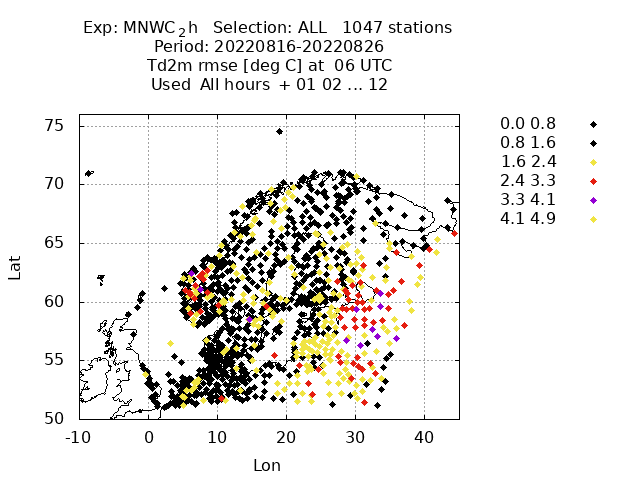 Exp: MNWC_2h   Selection: ALL   1047 stations
Period: 20220816-20220826
Td2m rmse [deg C] at  06 UTC
Used  All hours  + 01 02 ... 12
0.0 0.8
0.8 1.6
1.6 2.4
2.4 3.3
3.3 4.1
4.1 4.9
75
70
65
60
55
50
Lat
-10 0 10 20 30 40
Lon